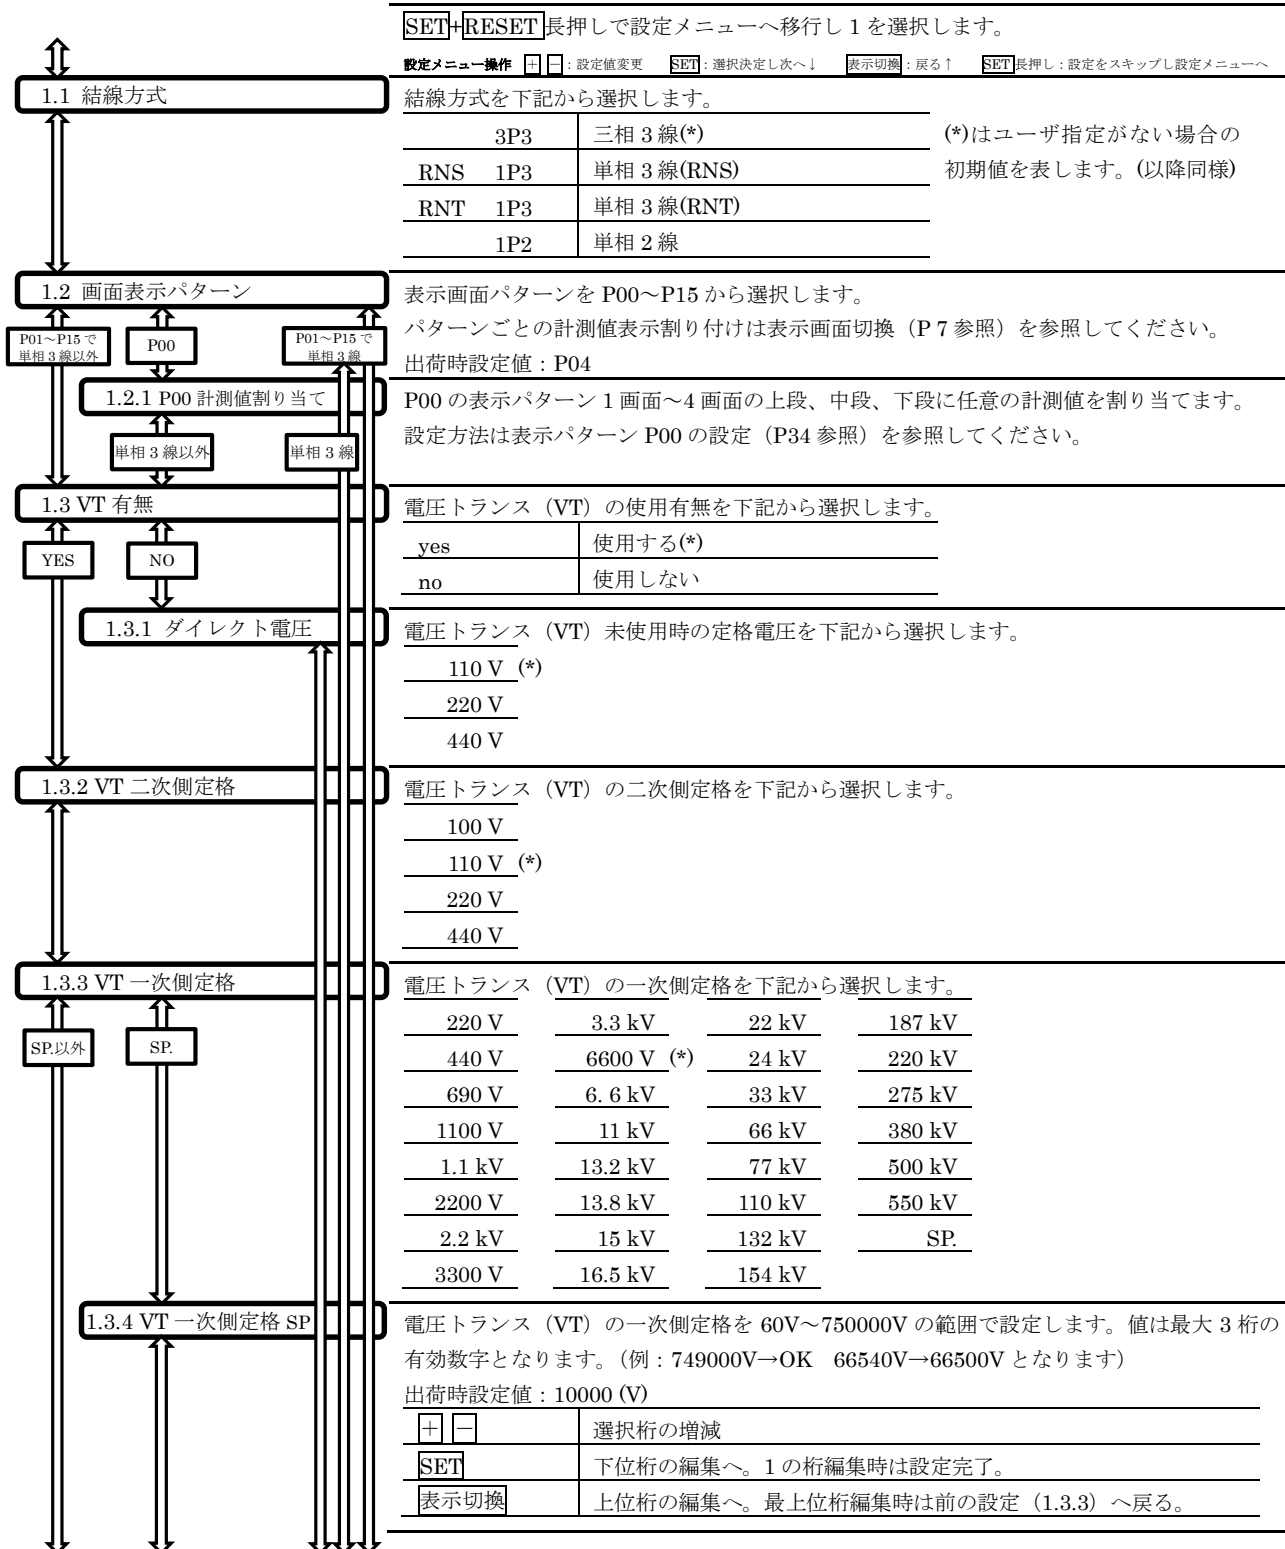 SET+RESET 長押しで設定メニューへ移行し 1 を選択します。
設定メニュー操作 + －：設定値変更 SET：選択決定し次へ↓ 表示切換：戻る↑ SET 長押し：設定をスキップし設定メニューへ
1.1 結線方式
結線方式を下記から選択します。
3P3 三相 3 線(*)
RNS 1P3 単相 3 線(RNS)
RNT 1P3 単相 3 線(RNT)
1P2 単相 2 線
(*)はユーザ指定がない場合の
初期値を表します。(以降同様)
1.2 画面表示パターン
表示画面パターンを P00～P15 から選択します。
パターンごとの計測値表示割り付けは表示画面切換（P 7 参照）を参照してください。
出荷時設定値：P04
P01～P15 で
単相 3 線以外
P00
P01～P15 で
単相 3 線
1.2.1 P00 計測値割り当て
P00 の表示パターン 1 画面～4 画面の上段、中段、下段に任意の計測値を割り当てます。
設定方法は表示パターン P00 の設定（P34 参照）を参照してください。
単相 3 線以外
単相 3 線
1.3 VT 有無
電圧トランス（VT）の使用有無を下記から選択します。
yes 使用する(*)
no 使用しない
YES
NO
1.3.1 ダイレクト電圧
電圧トランス（VT）未使用時の定格電圧を下記から選択します。
110 V (*)
220 V
440 V
1.3.2 VT 二次側定格
電圧トランス（VT）の二次側定格を下記から選択します。
100 V
110 V (*)
220 V
440 V
1.3.3 VT 一次側定格
電圧トランス（VT）の一次側定格を下記から選択します。
220 V 3.3 kV 22 kV 187 kV
440 V 6600 V (*) 24 kV 220 kV
690 V 6. 6 kV 33 kV 275 kV
1100 V 11 kV 66 kV 380 kV
1.1 kV 13.2 kV 77 kV 500 kV
2200 V 13.8 kV 110 kV 550 kV
2.2 kV 15 kV 132 kV SP.
3300 V 16.5 kV 154 kV
SP.以外
SP.
1.3.4 VT 一次側定格 SP
電圧トランス（VT）の一次側定格を 60V～750000V の範囲で設定します。値は最大 3 桁の
有効数字となります。（例：749000V→OK 66540V→66500V となります）
出荷時設定値：10000 (V)
+ － 選択桁の増減
SET 下位桁の編集へ。1 の桁編集時は設定完了。
表示切換 上位桁の編集へ。最上位桁編集時は前の設定（1.3.3）へ戻る。